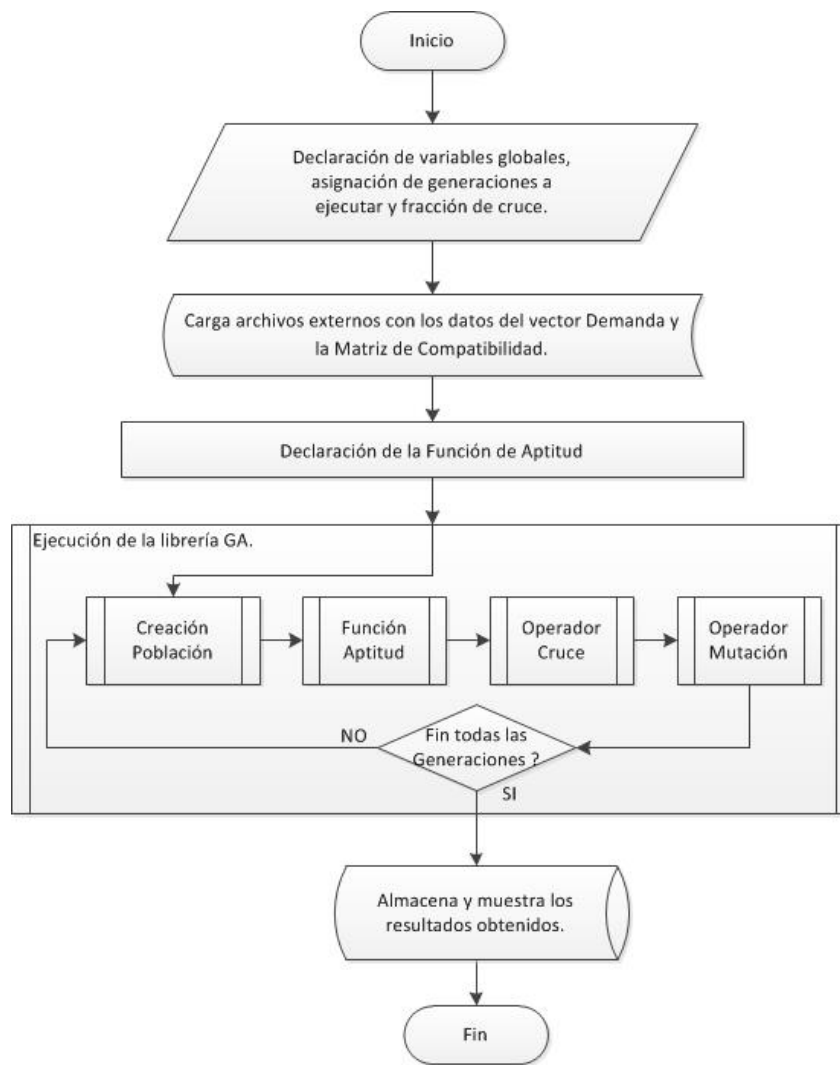 Inicio
Declaración de variables globales,
asignación de generaciones a
ejecutar y fracción de cruce.
Carga archivos externos con los datos del vector Demanda y
la Matriz de Compatibilidad.
Declaración de la Función de Aptitud
Ejecución de la librería GA.
Creación
Población
Función
Aptitud
Operador
Cruce
Operador
Mutación
Fin todas las
Generaciones ?
NO
SI
Almacena y muestra los
resultados obtenidos.
Fin